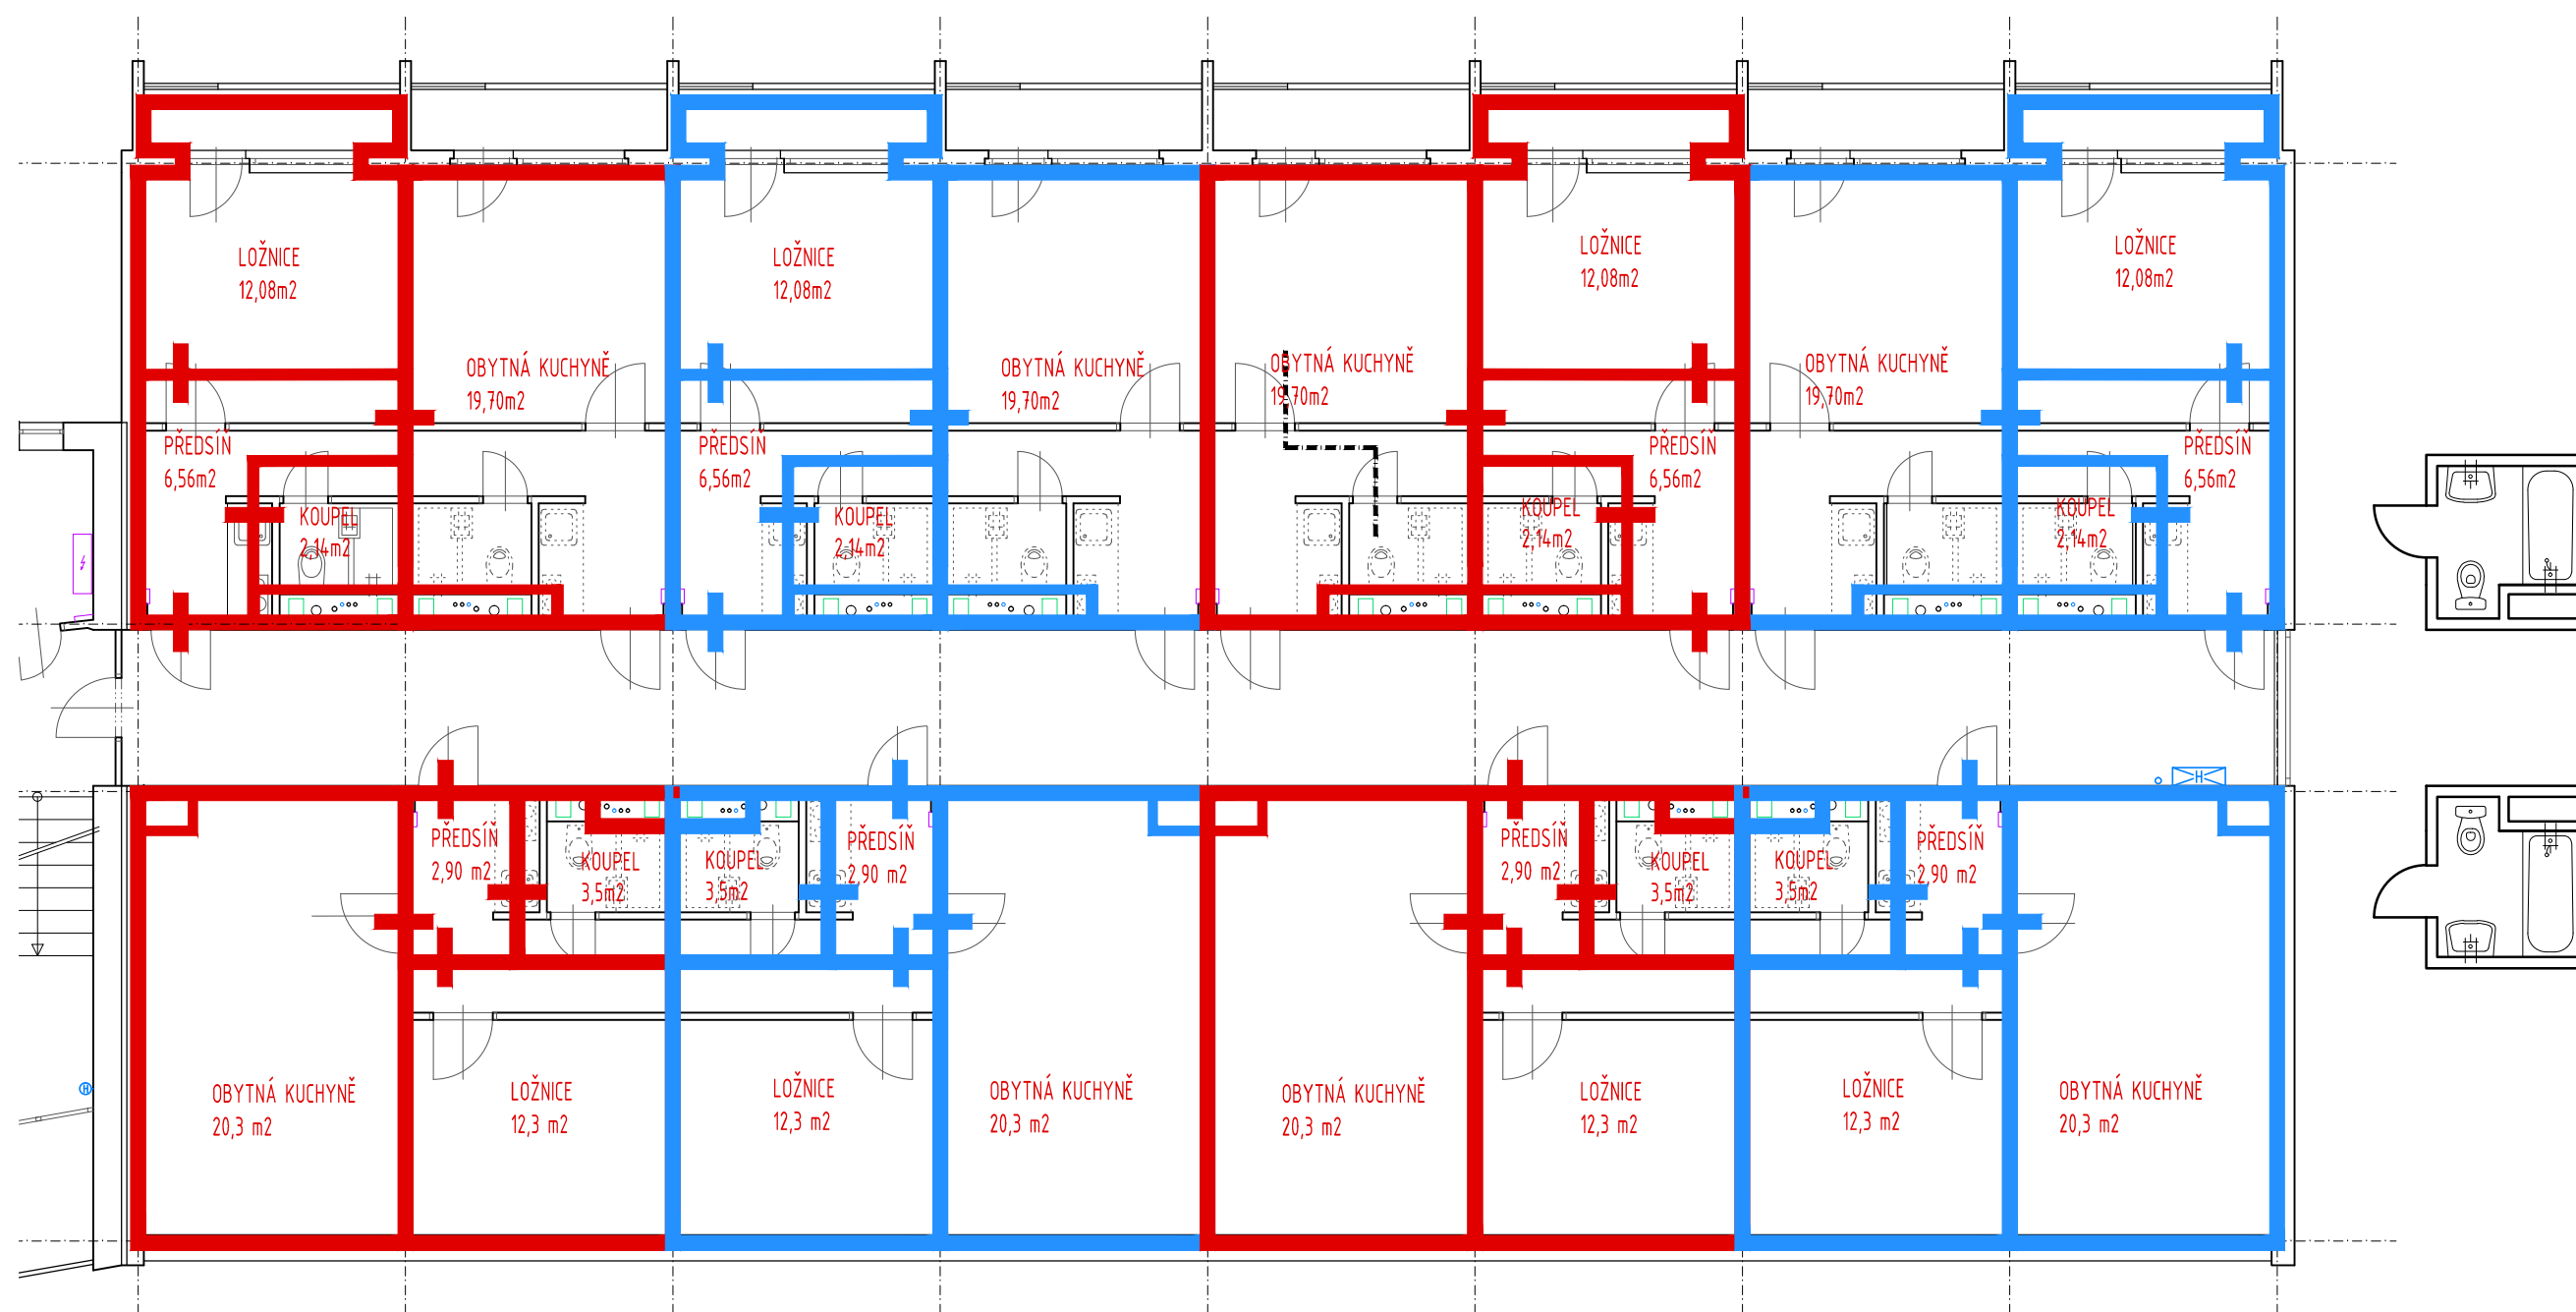 LOŽNICE
12,08m2
LOŽNICE
12,08m2
LOŽNICE
12,08m2
LOŽNICE
12,08m2
OBYTNÁ KUCHYNĚ
19,70m2
OBYTNÁ KUCHYNĚ
19,70m2
OBYTNÁ KUCHYNĚ
19,70m2
OBYTNÁ KUCHYNĚ
19,70m2
PŘEDSÍŇ
6,56m2
PŘEDSÍŇ
6,56m2
PŘEDSÍŇ
6,56m2
PŘEDSÍŇ
6,56m2
KOUPEL
2,14m2
KOUPEL
2,14m2
KOUPEL
2,14m2
KOUPEL
2,14m2
H
PŘEDSÍŇ
2,90 m2
KOUPEL
3,5m2
KOUPEL
3,5m2
PŘEDSÍŇ
2,90 m2
PŘEDSÍŇ
2,90 m2
KOUPEL
3,5m2
KOUPEL
3,5m2
PŘEDSÍŇ
2,90 m2
H
OBYTNÁ KUCHYNĚ
20,3 m2
LOŽNICE
12,3 m2
LOŽNICE
12,3 m2
OBYTNÁ KUCHYNĚ
20,3 m2
OBYTNÁ KUCHYNĚ
20,3 m2
LOŽNICE
12,3 m2
LOŽNICE
12,3 m2
OBYTNÁ KUCHYNĚ
20,3 m2